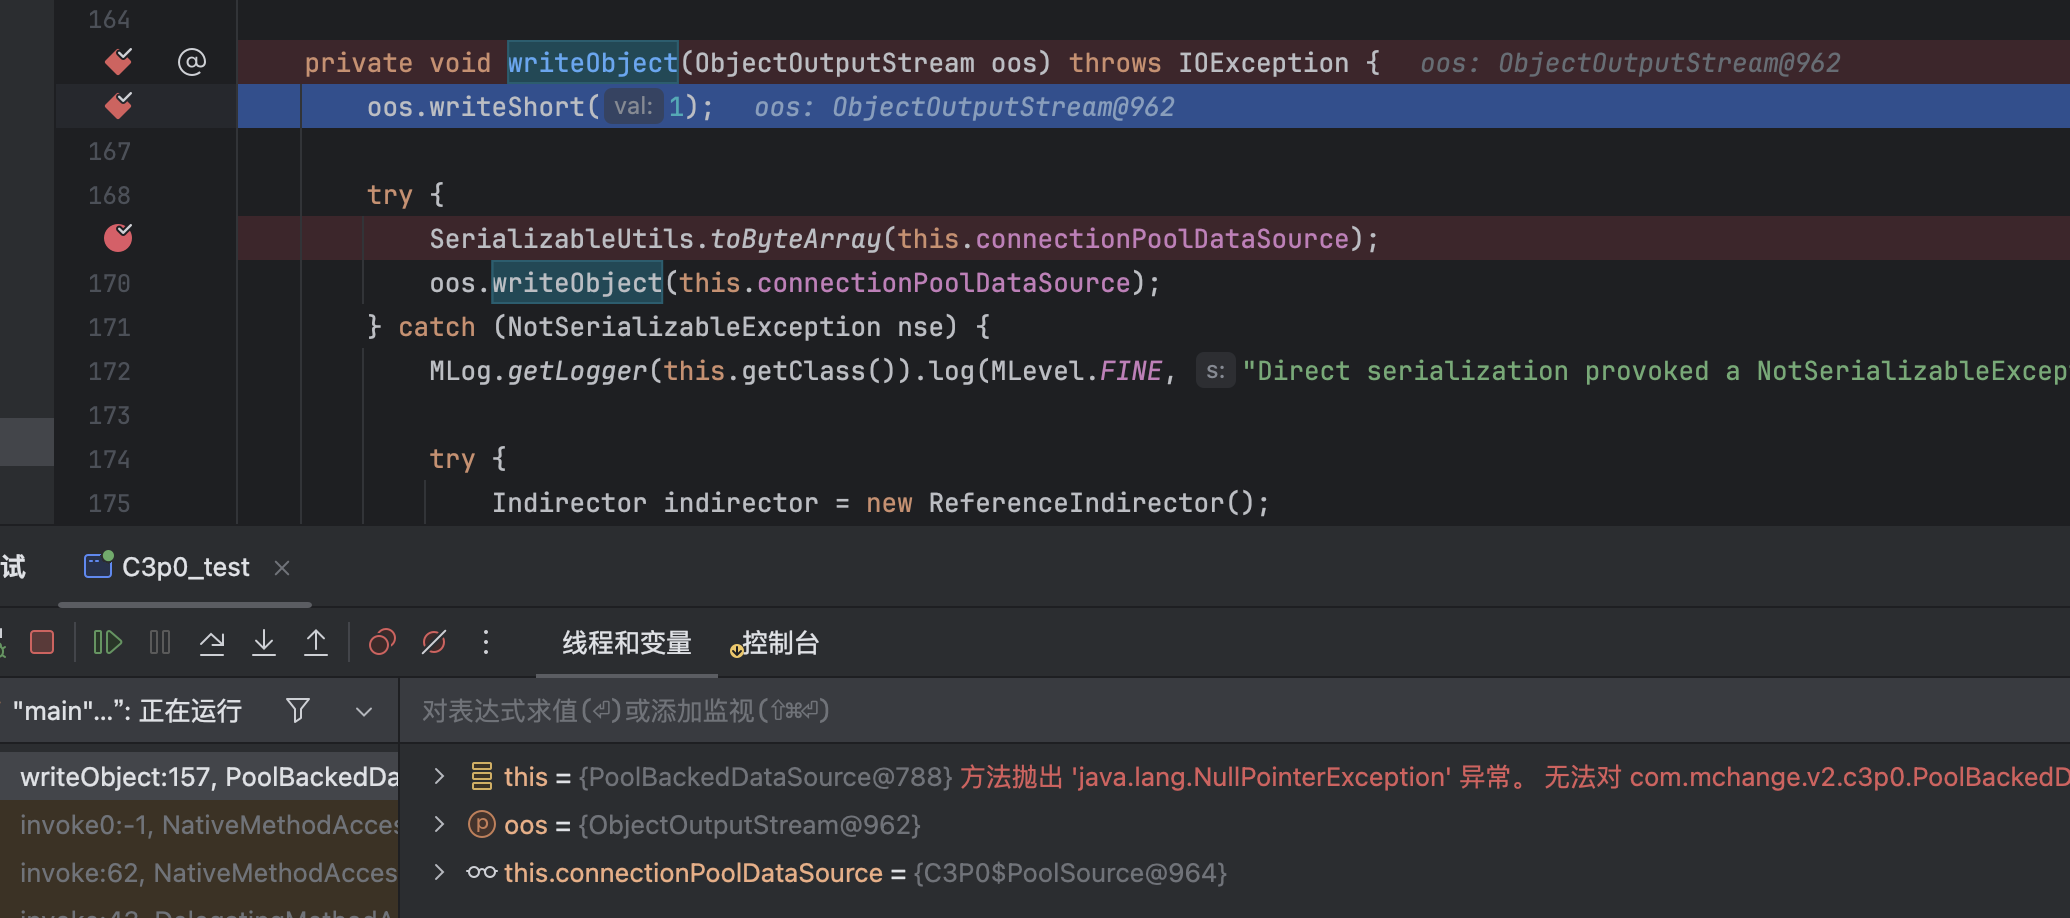 164
@ private void writeObject(ObjectOutputStream oos) throws IOException { oos: ObjectOutputStream@962
oos.writeShort( val: 1); oos: ObjectOutputStream@962
167
168 try {
SerializableUtils.toByteArray(this.connectionPoolDataSource);
170 oos.writeObject(this.connectionPoolDataSource);
171 } catch (NotSerializableException nse) {
172 MLog.getLogger(this.getClass()).log(MLevel.FINE, s: "Direct serialization provoked a NotSerializableExcep
173
174 try {
175 Indirector indirector = new ReferenceIndirector();
试 C3p0_test ×
线程和变量 控制台
"main"...": 正在运行 对表达式求值(⏎)或添加监视(⇧⌘⏎)
writeObject:157, PoolBackedDa
invoke0:-1, NativeMethodAcces
invoke:62, NativeMethodAcces
this = {PoolBackedDataSource@788} 方法抛出 'java.lang.NullPointerException' 异常。 无法对 com.mchange.v2.c3p0.PoolBackedD
p oos = {ObjectOutputStream@962}
this.connectionPoolDataSource = {C3P0$PoolSource@964}